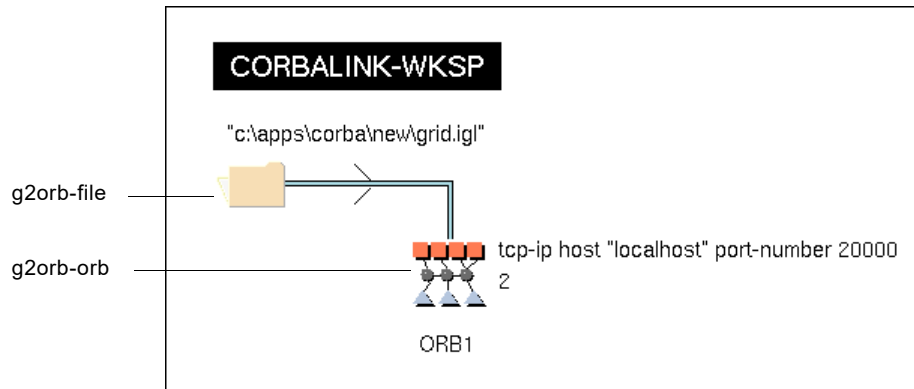 CORBALINK-WKSP
"c:\apps\corba\new\grid.igl"
g2orb-file
tcp-ip host "localhost" port-number 20000
g2orb-orb
2
ORB1